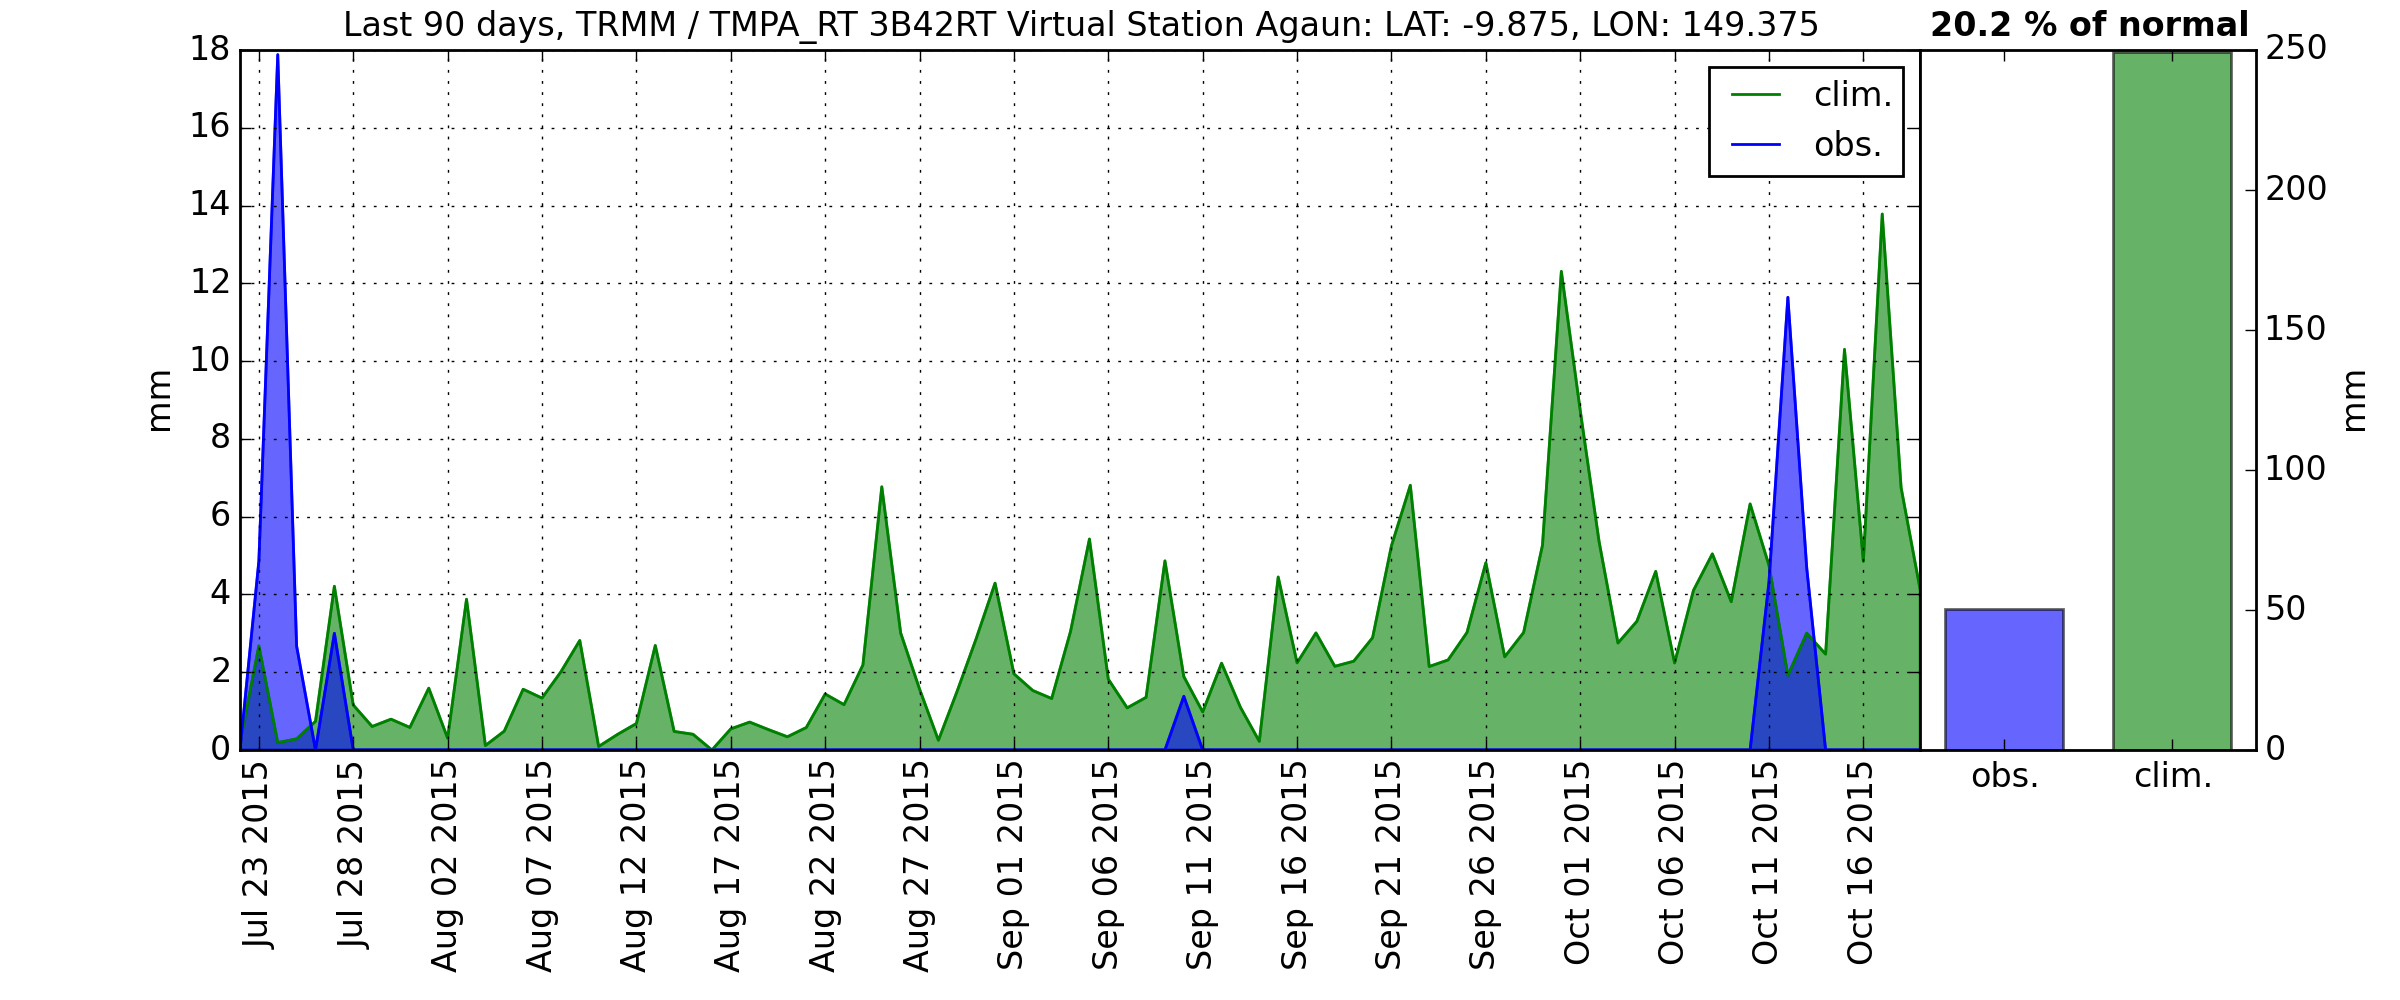 Last 90 days, TRMM / TMPA_RT 3B42RT Virtual Station Agaun: LAT: -9.875, LON: 149.375
20.2 % of normal
18
16
14
12
10
8
6
4
2
0
mm
clim.
obs.
Jul 23 2015
Jul 28 2015
Aug 02 2015
Aug 07 2015
Aug 12 2015
Aug 17 2015
Aug 22 2015
Aug 27 2015
Sep 01 2015
Sep 06 2015
Sep 11 2015
Sep 16 2015
Sep 21 2015
Sep 26 2015
Oct 01 2015
Oct 06 2015
Oct 11 2015
Oct 16 2015
obs.
clim.
250
200
150
100
50
0
mm